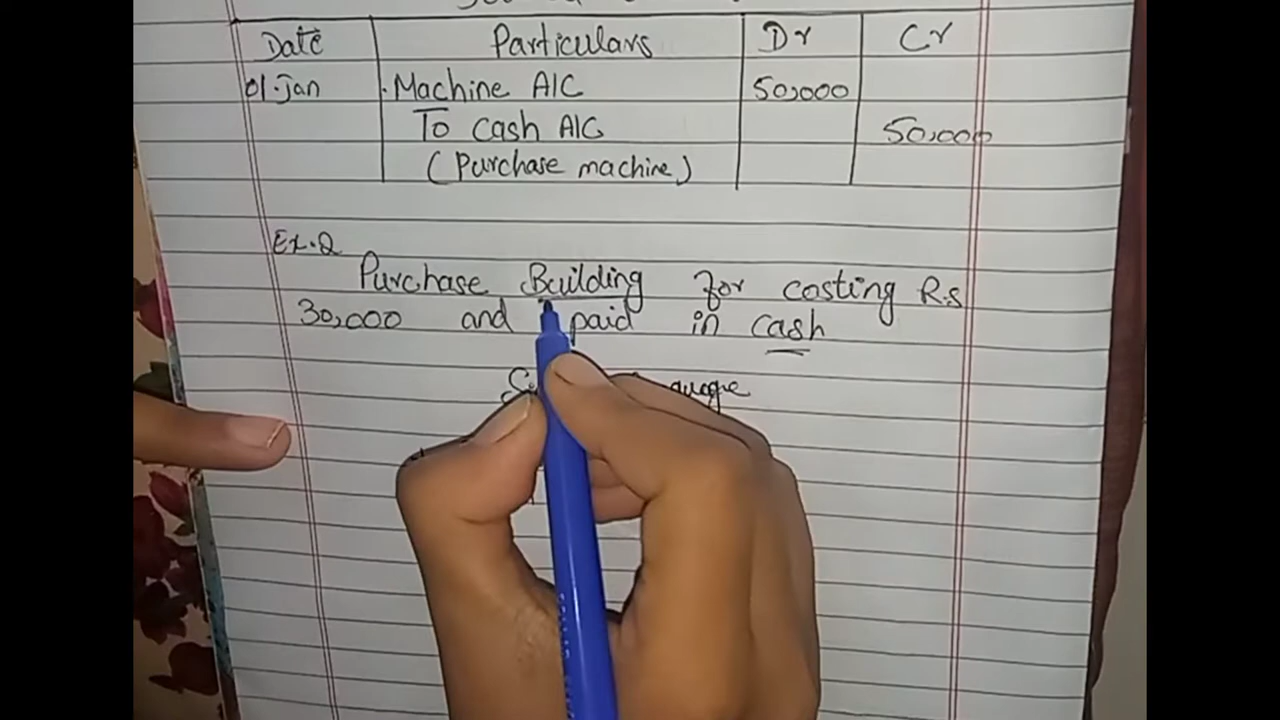 Date Particulars Dr Cr
01.Jan Machine A/C 50,000
To Cash A/C 50,000
(Purchase machine)
Ex.2
Purchase Building for costing R.s
30,000 and paid in cash